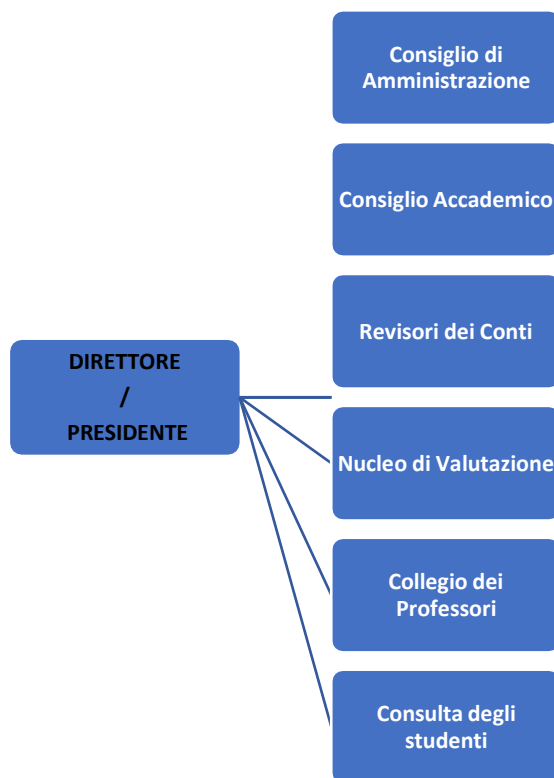 Consiglio di
Amministrazione
Consiglio Accademico
Revisori dei Conti
DIRETTORE
/
PRESIDENTE
Nucleo di Valutazione
Collegio dei
Professori
Consulta degli
studenti